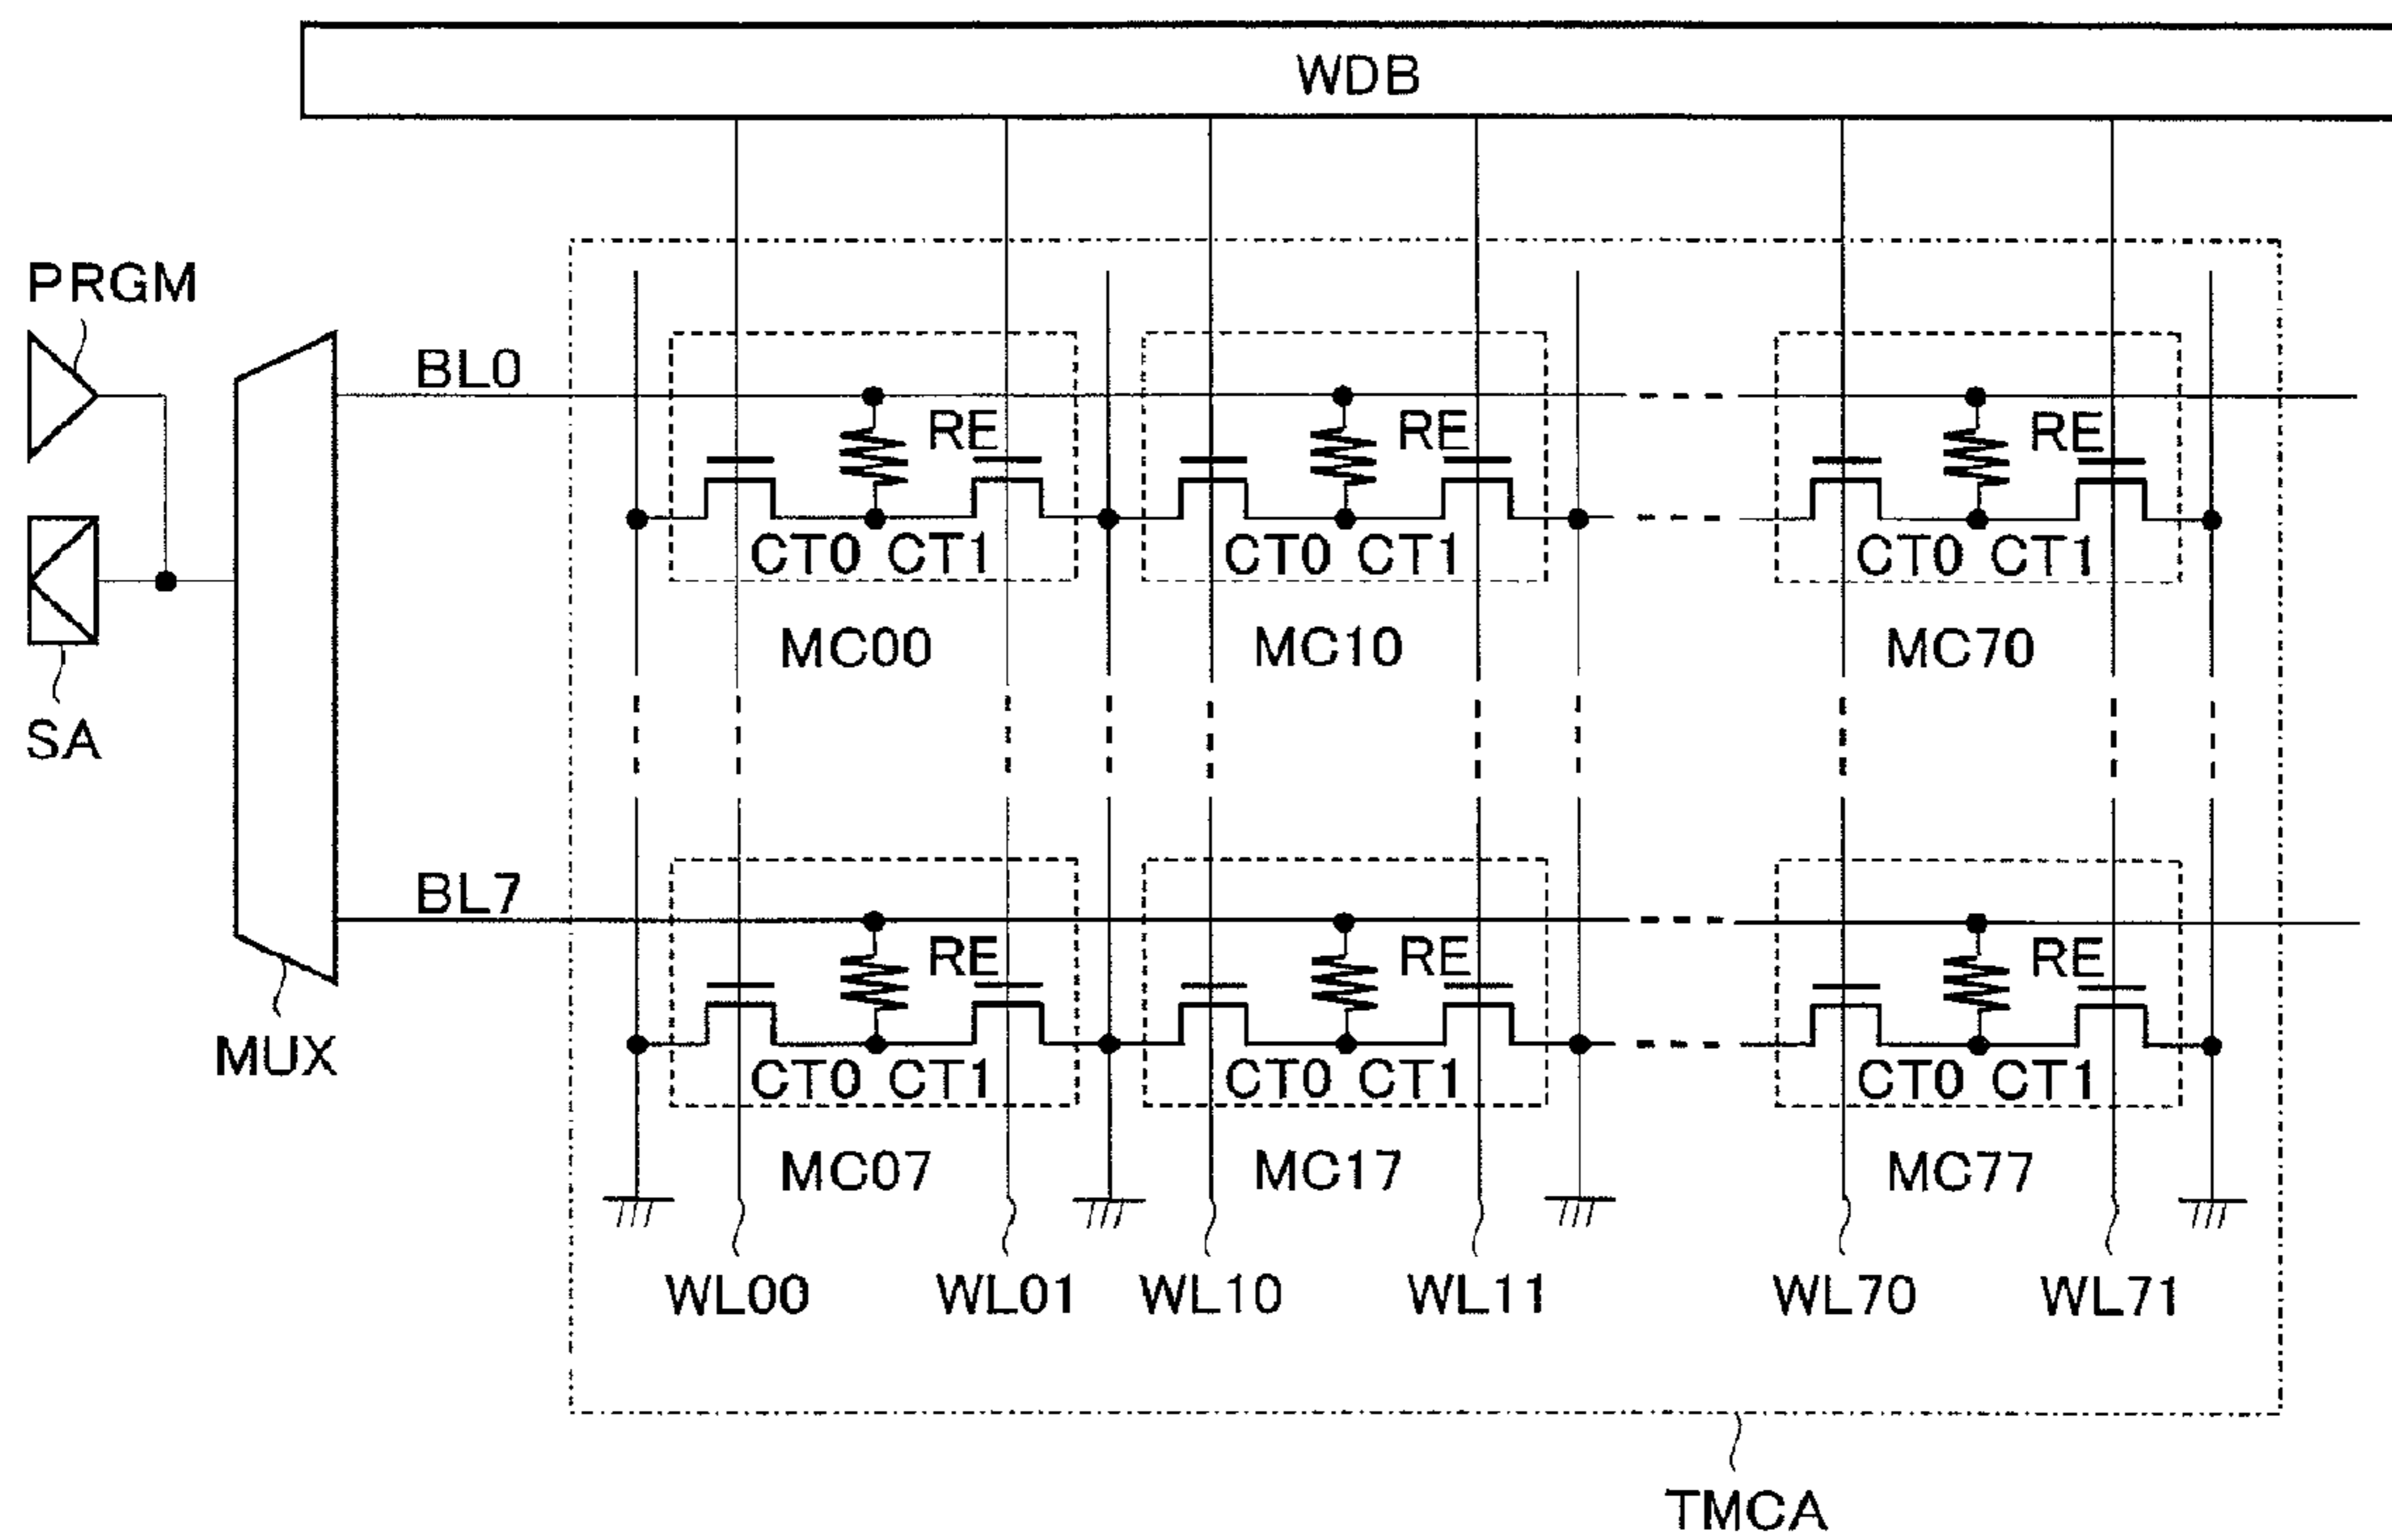 WDB
PRGM
BL0
RE RE RE
CT0 CT1 CT0 CT1 CT0 CT1
MC00 MC10 MC70
SA
BL7
RE RE RE
MUX
CT0 CT1 CT0 CT1 CT0 CT1
MC07 MC17 MC77
WL00 WL01 WL10 WL11 WL70 WL71
TMCA